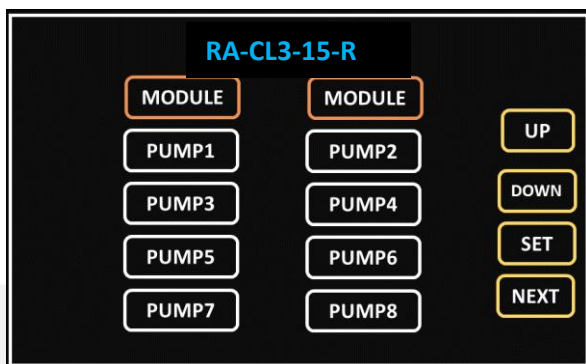 RA-CL3-15-R
MODULE
MODULE
PUMP1
PUMP2
PUMP3
PUMP4
PUMP5
PUMP6
PUMP7
PUMP8
UP
DOWN
SET
NEXT